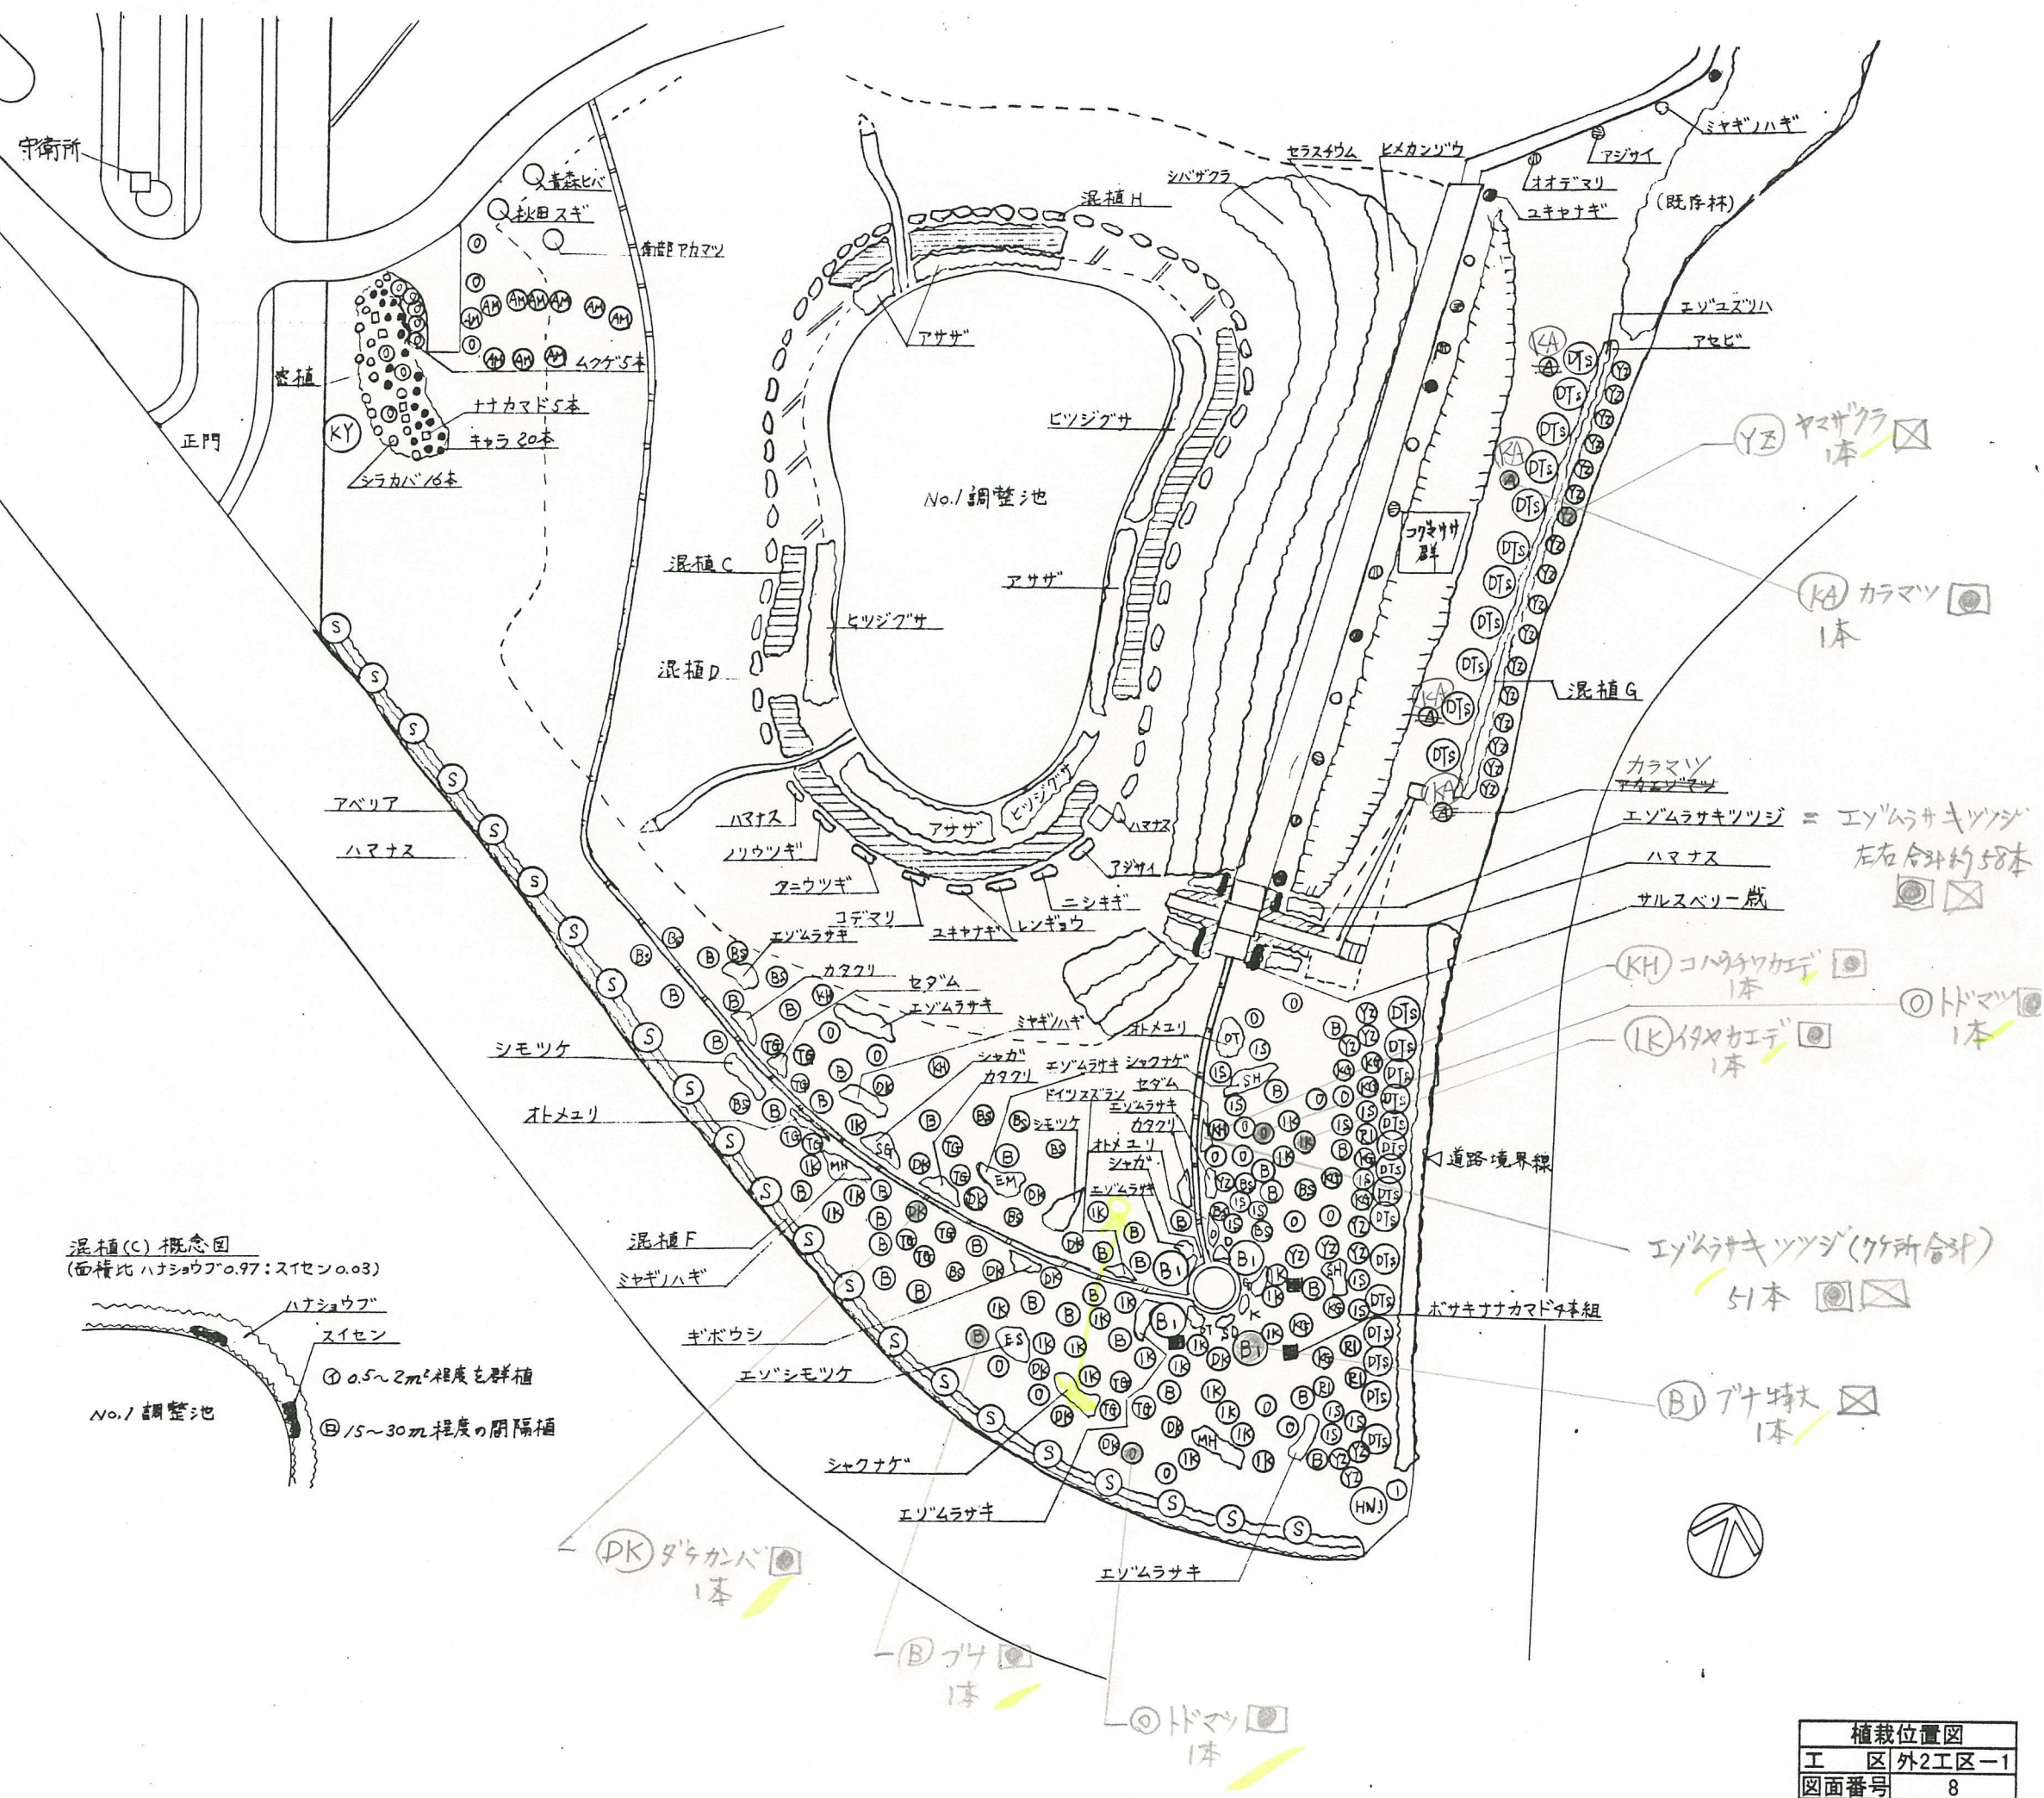 守衛所
青森ヒバ
秋田スギ
南部アカマツ
ムクゲ5本
密植
ナナカマド5本
キャラ20本
シラカバ16本
KY
正門
混植H
シバザクラ
セラスチウム
ヒメカンゾウ
ミヤギノハギ
アジサイ
オオデマリ
ユキヤナギ
(既存林)
アサザ
ヒツジグサ
No.1調整池
コクマササ
群
エゾユズリハ
アセビ
YZ ヤマザクラ
1本
KA カラマツ
1本
混植C
アサザ
ヒツジグサ
混植D
混植G
カラマツ
アカエゾマツ
エゾムラサキツツジ = エゾムラサキツツジ
左右合計約58本
ハマナス
サルスベリー歳
アベリア
ハマナス
ハマナス
ノリウツギ
タニウツギ
コデマリ
ユキヤナギ
レンギョウ
ニシキギ
アジサイ
ハマナス
アサザ
ヒツジグサ
KH コハウチワカエデ
1本
O トドマツ
1本
IK イタヤカエデ
1本
エゾムラサキ
カタクリ
セダム
エゾムラサキ
ミヤギノハギ
オトメユリ
シモツケ
シャガ
カタクリ
エゾムラサキ
シャクナゲ
ドイツスズラン
セダム
エゾムラサキ
シモツケ
カタクリ
オトメユリ
シャガ
エゾムラサキ
オトメユリ
道路境界線
混植F
ミヤギノハギ
エゾムラサキツツジ(7ヶ所合計)
51本
ギボウシ
ボサキナナカマド4本組
エゾシモツケ
B1 ブナ特大
1本
シャクナゲ
エゾムラサキ
エゾムラサキ
HN1
混植(C)概念図
(面積比 ハナショウブ0.97:スイセン0.03)
ハナショウブ
スイセン
㋑ 0.5~2m²程度を群植
No.1 調整池
㋺ 15~30m程度の間隔植
DK ダケカンバ
1本
B ブナ
1本
O トドマツ
1本
植栽位置図
工 区 外2工区-1
図面番号 8